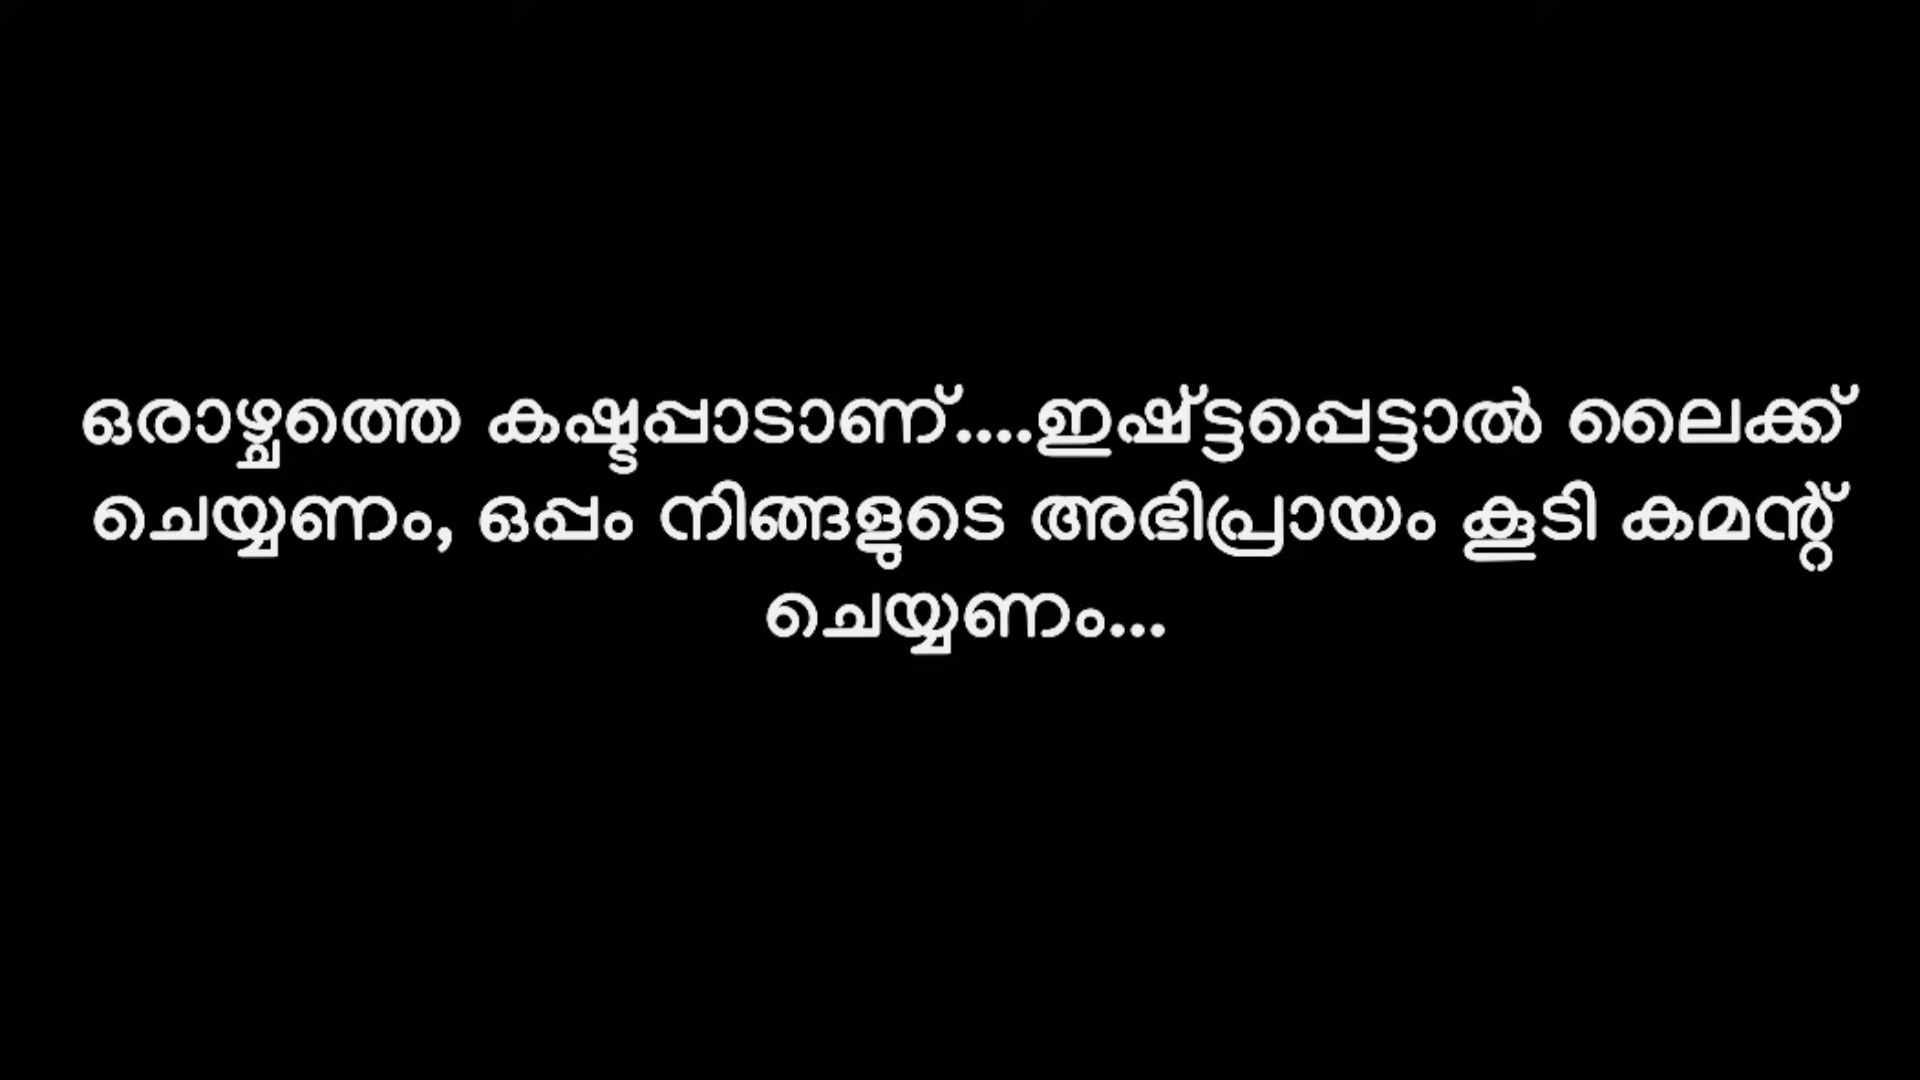 ഒരാഴ്ചത്തെ കഷ്ടപ്പാടാണ്....ഇഷ്ട്ടപ്പെട്ടാൽ ലൈക്ക്
ചെയ്യണം, ഒപ്പം നിങ്ങളുടെ അഭിപ്രായം കൂടി കമന്റ്
ചെയ്യണം...